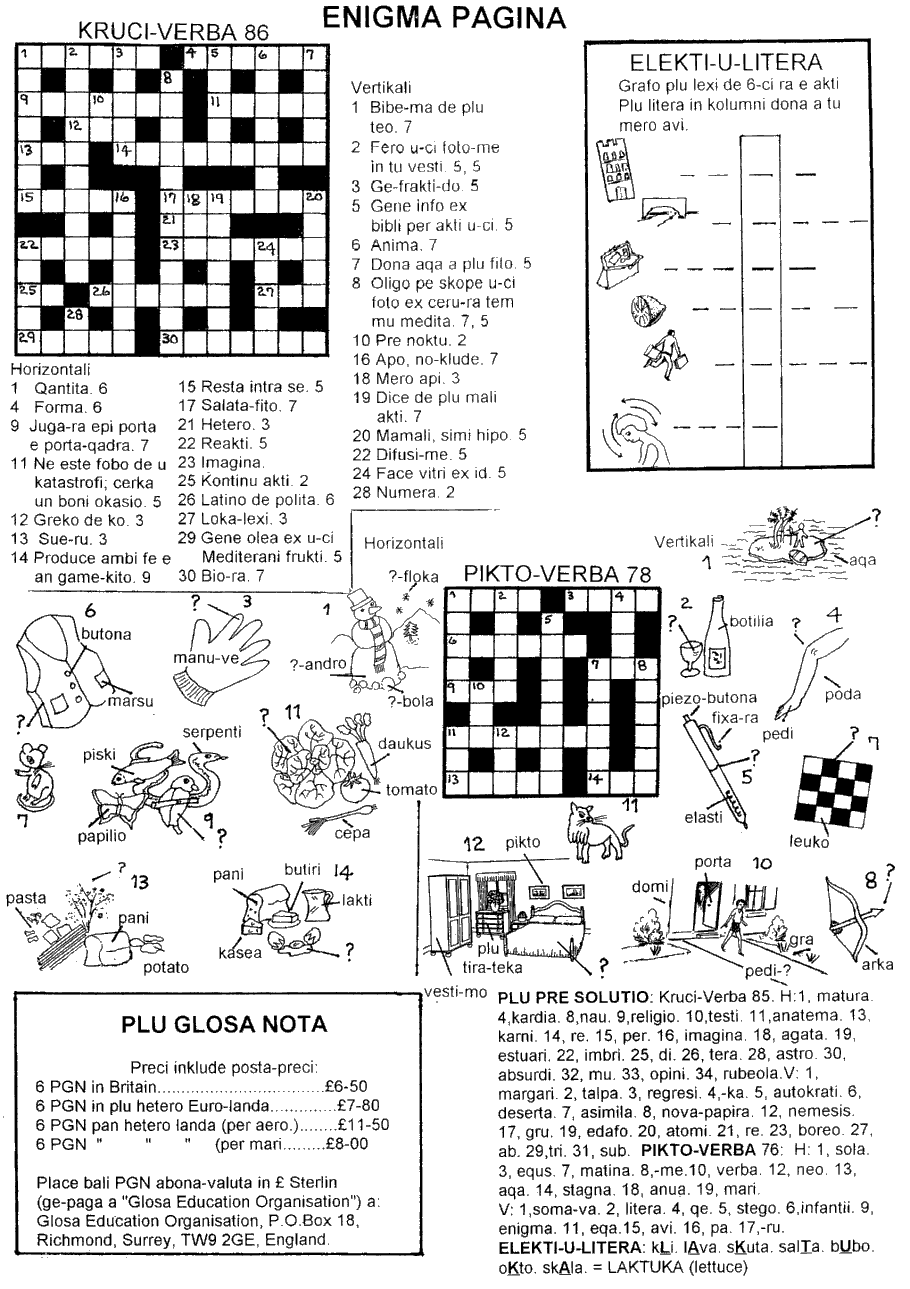 ENIGMA PAGINA
KRUCI-VERBA 86
1 2 3 4 5 6 7
8
9 10 11
12
13 14
15 16 17 18 19 20
21
22 23 24
25 26 27
28
29 30
Horizontali
1 Qantita. 6
4 Forma. 6
9 Juga-ra epi porta
e porta-qadra. 7
11 Ne este fobo de u
katastrofi; cerka
un boni okasio. 5
12 Greko de ko. 3
13 Sue-ru. 3
14 Produce ambi fe e
an game-kito. 9
15 Resta intra se. 5
17 Salata-fito. 7
21 Hetero. 3
22 Reakti. 5
23 Imagina.
25 Kontinu akti. 2
26 Latino de polita. 6
27 Loka-lexi. 3
29 Gene olea ex u-ci
Mediterani frukti. 5
30 Bio-ra. 7
Vertikali
1 Bibe-ma de plu
teo. 7
2 Fero u-ci foto-me
in tu vesti. 5, 5
3 Ge-frakti-do. 5
5 Gene info ex
bibli per akti u-ci. 5
6 Anima. 7
7 Dona aqa a plu fito. 5
8 Oligo pe skope u-ci
foto ex ceru-ra tem
mu medita. 7, 5
10 Pre noktu. 2
16 Apo, no-klude. 7
18 Mero api. 3
19 Dice de plu mali
akti. 7
20 Mamali, simi hipo. 5
22 Difusi-me. 5
24 Face vitri ex id. 5
28 Numera. 2
ELEKTI-U-LITERA
Grafo plu lexi de 6-ci ra e akti
Plu litera in kolumni dona a tu
mero avi.
Horizontali
PIKTO-VERBA 78
1 2 3 4
5
6
7 8
9 10
11 12
13 14
Vertikali
1
?
aqa
6
butona
marsu
?
?
3
manu-ve
1
?-floka
?-andro
?-bola
2
?
botilia
4
?
poda
pedi
piezo-butona
fixa-ra
?
5
elasti
? 7
leuko
7
piski
serpenti
papilio
9
?
? 11
daukus
tomato
cepa
11
12
pikto
plu
tira-teka
vesti-mo
?
porta
10
domi
gra
pedi-?
8 ?
arka
? 13
pasta
pani
potato
pani
butiri
14
lakti
kasea
?
PLU GLOSA NOTA
Preci inklude posta-preci:
6 PGN in Britain..............................£6-50
6 PGN in plu hetero Euro-landa.............£7-80
6 PGN pan hetero landa (per aero.)........£11-50
6 PGN " " " (per mari.........£8-00
Place bali PGN abona-valuta in £ Sterlin
(ge-paga a "Glosa Education Organisation") a:
Glosa Education Organisation, P.O.Box 18,
Richmond, Surrey, TW9 2GE, England.
PLU PRE SOLUTIO: Kruci-Verba 85. H:1, matura.
4,kardia. 8,nau. 9,religio. 10,testi. 11,anatema. 13,
karni. 14, re. 15, per. 16, imagina. 18, agata. 19,
estuari. 22, imbri. 25, di. 26, tera. 28, astro. 30,
absurdi. 32, mu. 33, opini. 34, rubeola.V: 1,
margari. 2, talpa. 3, regresi. 4,-ka. 5, autokrati. 6,
deserta. 7, asimila. 8, nova-papira. 12, nemesis.
17, gru. 19, edafo. 20, atomi. 21, re. 23, boreo. 27,
ab. 29,tri. 31, sub. PIKTO-VERBA 76: H: 1, sola.
3, equs. 7, matina. 8,-me.10, verba. 12, neo. 13,
aqa. 14, stagna. 18, anua. 19, mari.
V: 1,soma-va. 2, litera. 4, qe. 5, stego. 6,infantii. 9,
enigma. 11, eqa.15, avi. 16, pa. 17,-ru.
ELEKTI-U-LITERA: kLi. lAva. sKuta. salTa. bUbo.
oKto. skAla. = LAKTUKA (lettuce)